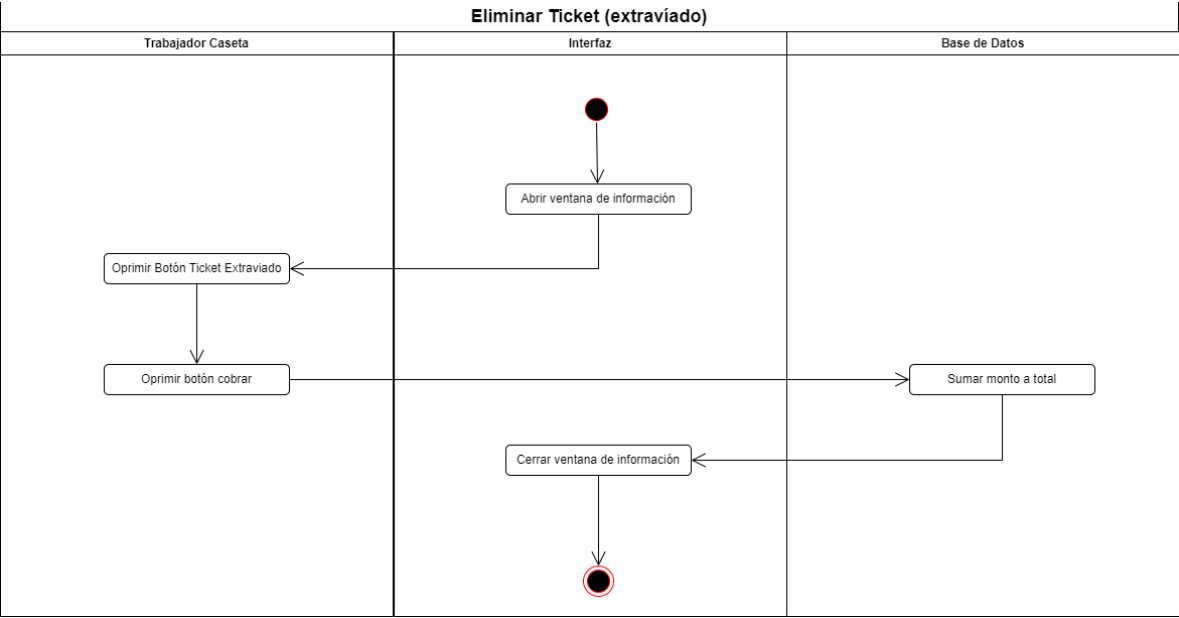 Eliminar Ticket (extravíado)
Trabajador Caseta
Interfaz
Base de Datos
Abrir ventana de información
Oprimir Botón Ticket Extraviado
Oprimir botón cobrar
Sumar monto a total
Cerrar ventana de información